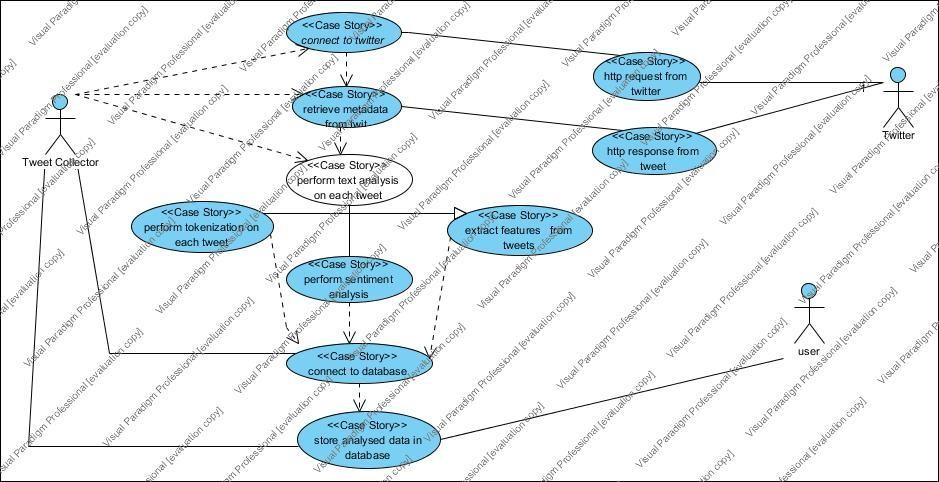 <<Case Story>>
connect to twitter
<<Case Story>>
http request from
twitter
<<Case Story>>
retrieve metadata
from twit
Tweet Collector
Twitter
<<Case Story>>
http response from
tweet
<<Case Story>>
perform text analysis
on each tweet
<<Case Story>>
perform tokenization on
each tweet
<<Case Story>>
extract features from
tweets
<<Case Story>>
perform sentiment
analysis
user
<<Case Story>>
connect to database
<<Case Story>>
store analysed data in
database
Visual Paradigm Professional [evaluation copy]